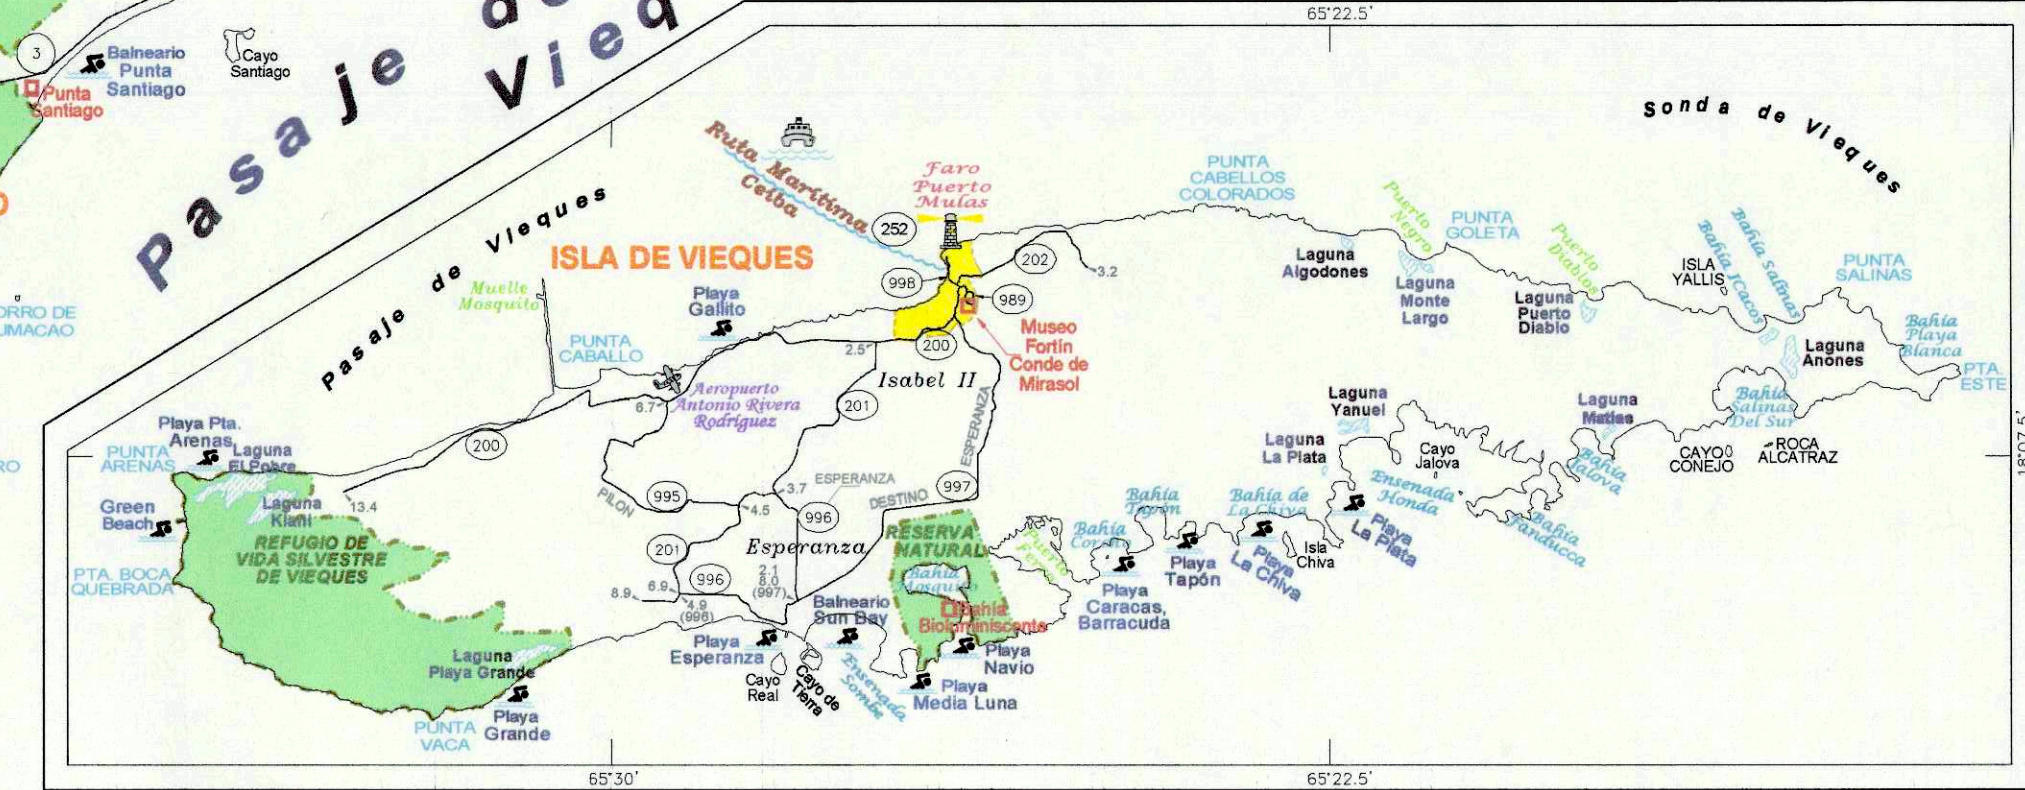 65°22.5'
3
Balneario
Punta
Santiago
Cayo
Santiago
Punta
Santiago
Pasaje de
Vieq
Sonda de Vieques
Pasaje de Vieques
Ruta Marítima
Ceiba
Faro
Puerto
Mulas
PUNTA
CABELLOS
COLORADOS
Puerto
Negro
PUNTA
GOLETA
Puerto
Diablos
Bahía Salinas
Bahía ICacos
ISLA
YALLIS
PUNTA
SALINAS
252
ISLA DE VIEQUES
202
3.2
998
989
Laguna
Algodones
Laguna
Monte
Largo
Laguna
Puerto
Diablo
Muelle
Mosquito
Playa
Gallito
Museo
Fortín
Conde de
Mirasol
ORRO DE
UMACAO
PUNTA
CABALLO
2.5
200
Isabel II
Laguna
Anones
Bahía
Playa
Blanca
PTA.
ESTE
Aeropuerto
Antonio Rivera
Rodríguez
6.7
201
ESPERANZA
Laguna
Yanuel
Laguna
Matias
Bahía
Salinas
Del Sur
Playa Pta.
Arenas
PUNTA
ARENAS
Laguna
El Pobre
200
Laguna
La Plata
Cayo
Jalova
Bahía
Jalova
CAYO
CONEJO
ROCA
ALCATRAZ
18°07.5'
RO
Green
Beach
Laguna
Kiani
13.4
PILON
995
3.7
ESPERANZA
4.5
996
DESTINO
997
Bahía
Tapón
Bahía de
La Chiva
Ensenada
Honda
Bahía
Fanducca
REFUGIO DE
VIDA SILVESTRE
DE VIEQUES
201
Esperanza
RESERVA
NATURAL
Puerto
Ferro
Playa
Tapón
Playa
La Chiva
Isla
Chiva
Playa
La Plata
PTA. BOCA
QUEBRADA
8.9
6.9
996
4.9
(996)
2.1
8.0
(997)
Bahía
Mosquito
Bahía
Bioluminiscente
Playa
Caracas,
Barracuda
Balneario
Sun Bay
Playa
Esperanza
Playa
Navio
Laguna
Playa Grande
Cayo
Real
Cayo de
Tierra
Ensenada
Sombe
Playa
Media Luna
Playa
Grande
PUNTA
VACA
65°30'
65°22.5'